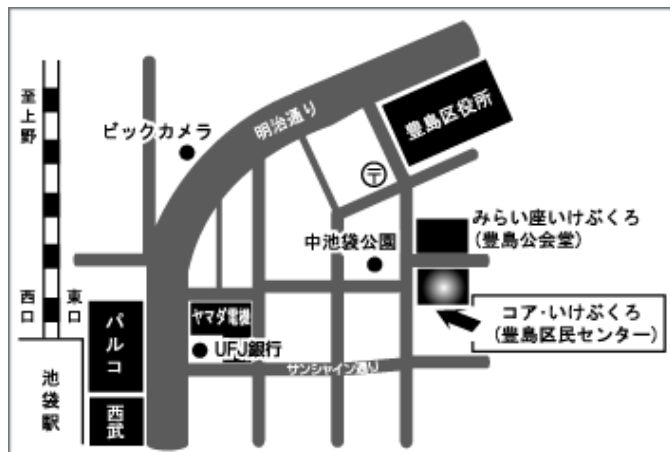 至上野
ビックカメラ
明治通り
豊島区役所
〒
みらい座いけぶくろ
(豊島公会堂)
中池袋公園
西口
東口
パルコ
ヤマダ電機
UFJ銀行
サンシャイン通り
コア・いけぶくろ
(豊島区民センター)
池袋駅
西武